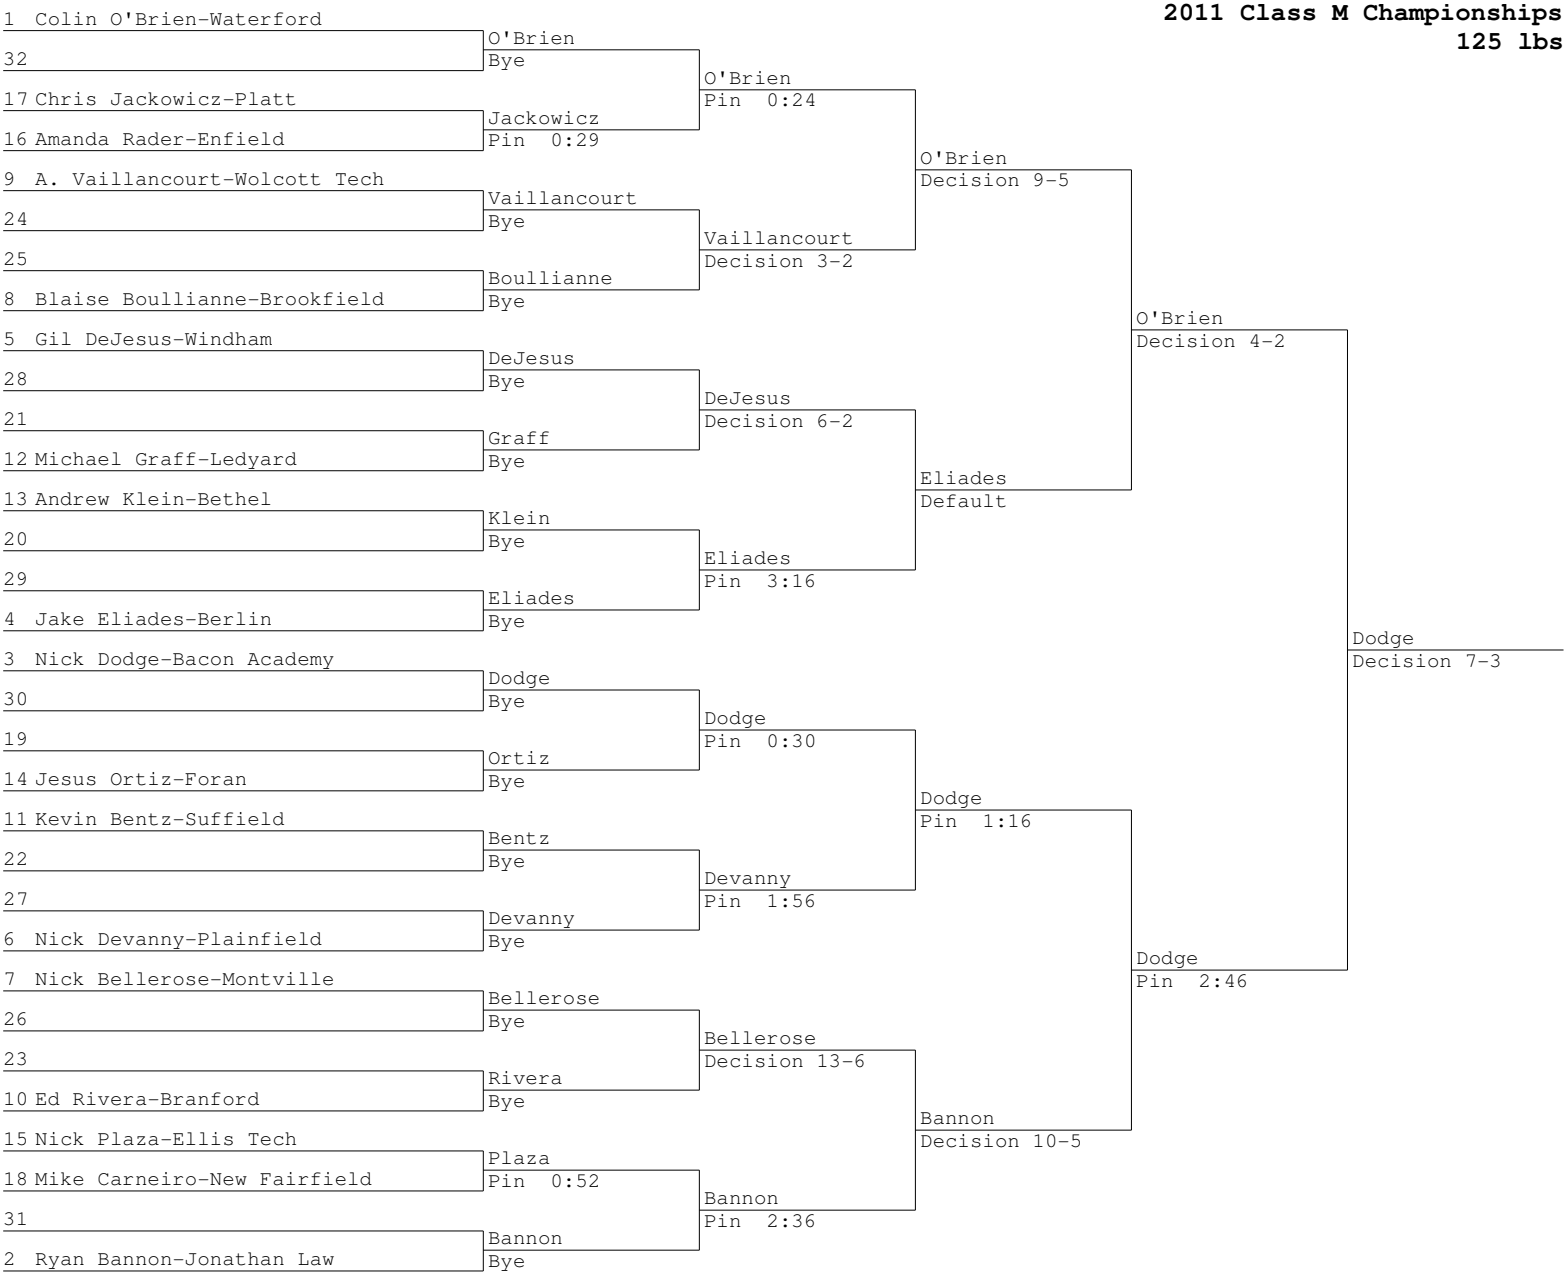 2011 Class M Championships
125 lbs
1 Colin O'Brien-Waterford
32
17 Chris Jackowicz-Platt
16 Amanda Rader-Enfield
9 A. Vaillancourt-Wolcott Tech
24
25
8 Blaise Boullianne-Brookfield
5 Gil DeJesus-Windham
28
21
12 Michael Graff-Ledyard
13 Andrew Klein-Bethel
20
29
4 Jake Eliades-Berlin
3 Nick Dodge-Bacon Academy
30
19
14 Jesus Ortiz-Foran
11 Kevin Bentz-Suffield
22
27
6 Nick Devanny-Plainfield
7 Nick Bellerose-Montville
26
23
10 Ed Rivera-Branford
15 Nick Plaza-Ellis Tech
18 Mike Carneiro-New Fairfield
31
2 Ryan Bannon-Jonathan Law
O'Brien
Bye
Jackowicz
Pin 0:29
Vaillancourt
Bye
Boullianne
Bye
DeJesus
Bye
Graff
Bye
Klein
Bye
Eliades
Bye
Dodge
Bye
Ortiz
Bye
Bentz
Bye
Devanny
Bye
Bellerose
Bye
Rivera
Bye
Plaza
Pin 0:52
Bannon
Bye
O'Brien
Pin 0:24
Vaillancourt
Decision 3-2
DeJesus
Decision 6-2
Eliades
Pin 3:16
Dodge
Pin 0:30
Devanny
Pin 1:56
Bellerose
Decision 13-6
Bannon
Pin 2:36
O'Brien
Decision 9-5
Eliades
Default
Dodge
Pin 1:16
Bannon
Decision 10-5
O'Brien
Decision 4-2
Dodge
Pin 2:46
Dodge
Decision 7-3